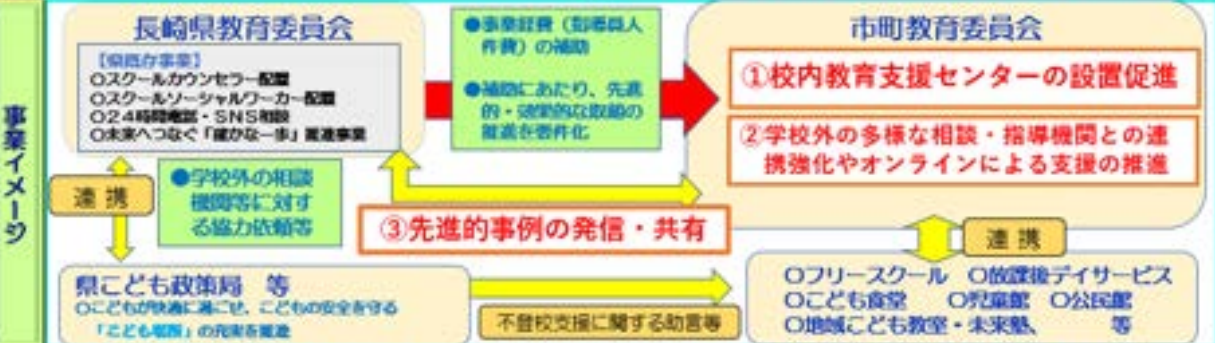 事業イメージ
長崎県教育委員会
【県既存事業】
○スクールカウンセラー配置
○スクールソーシャルワーカー配置
○24時間電話・SNS相談
○未来へつなぐ「確かな一歩」推進事業
●事業経費（指導員人
件費）の補助
●補助にあたり、先進
的・効果的な取組の
推進を要件化
市町教育委員会
①校内教育支援センターの設置促進
②学校外の多様な相談・指導機関との連
携強化やオンラインによる支援の推進
連携
●学校外の相談
機関等に対す
る協力依頼等
③先進的事例の発信・共有
連携
県こども政策局 等
○こどもが快適に過ごせ、こどもの安全を守る
「こども場所」の充実を推進
不登校支援に関する助言等
○フリースクール ○放課後デイサービス
○こども食堂 ○児童館 ○公民館
○地域こども教室・未来塾、 等